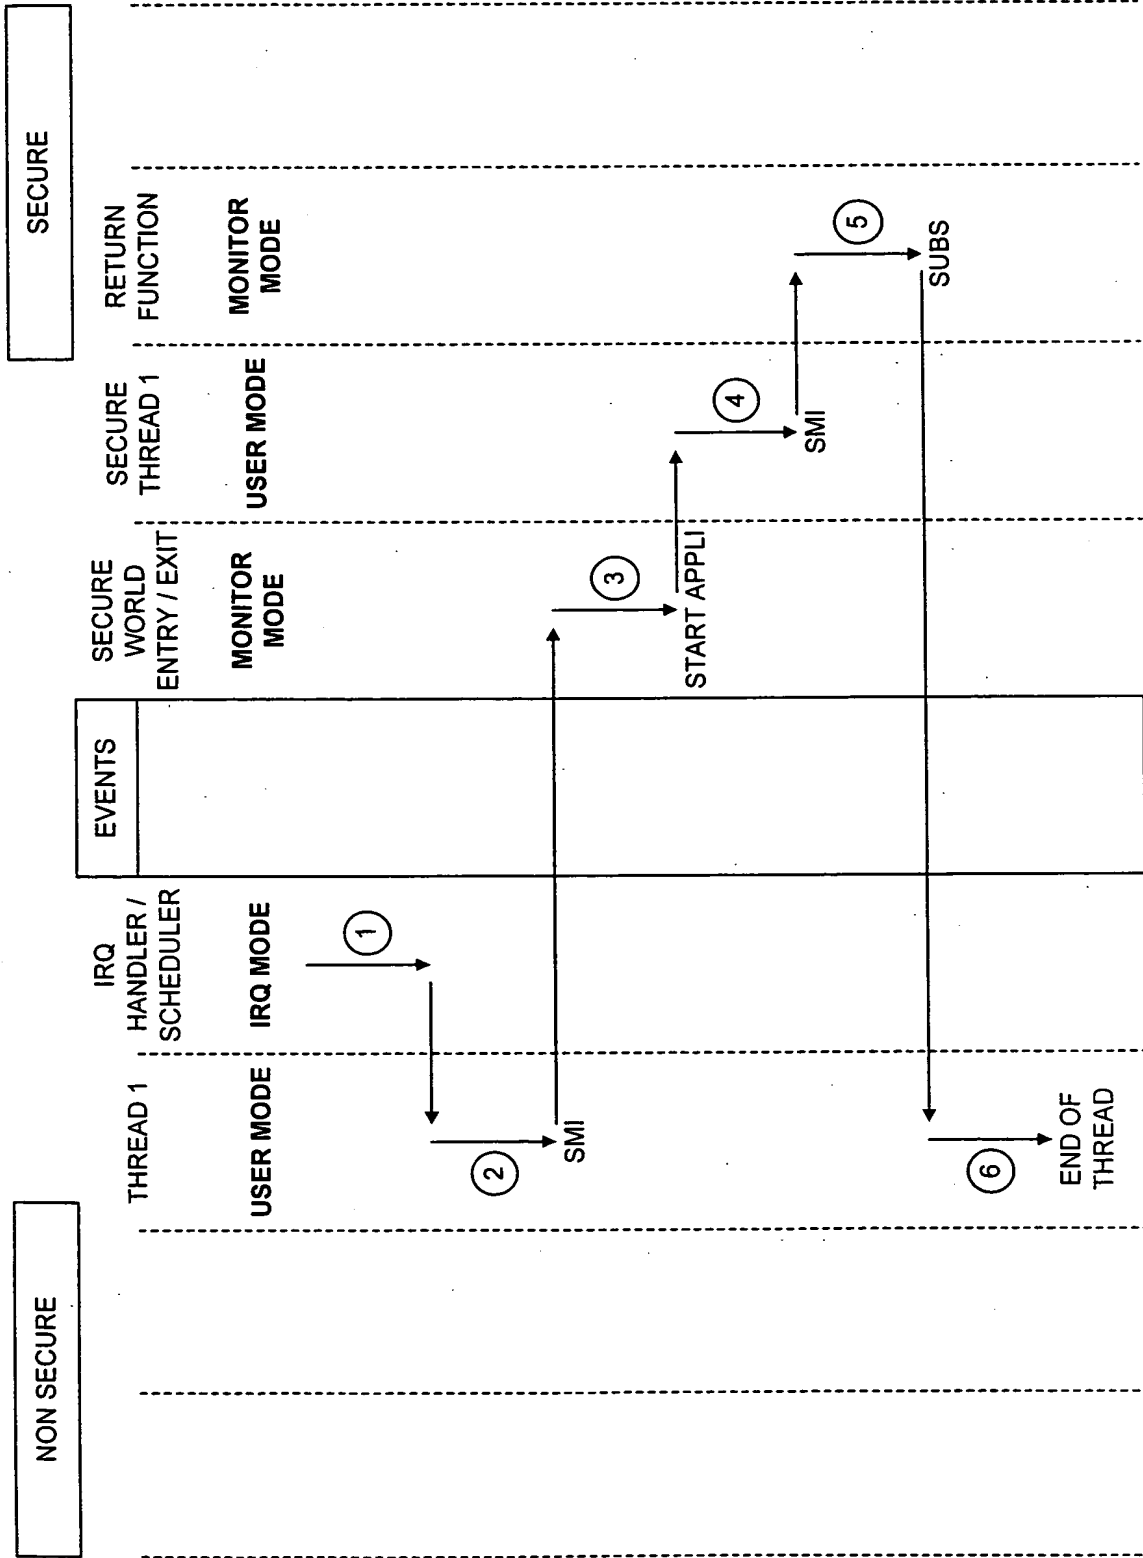 NON SECURE
SECURE
THREAD 1
USER MODE
IRQ
HANDLER /
SCHEDULER
IRQ MODE
EVENTS
SECURE
WORLD
ENTRY / EXIT
MONITOR
MODE
SECURE
THREAD 1
USER MODE
RETURN
FUNCTION
MONITOR
MODE
1
2
SMI
3
START APPLI
4
SMI
5
SUBS
6
END OF
THREAD